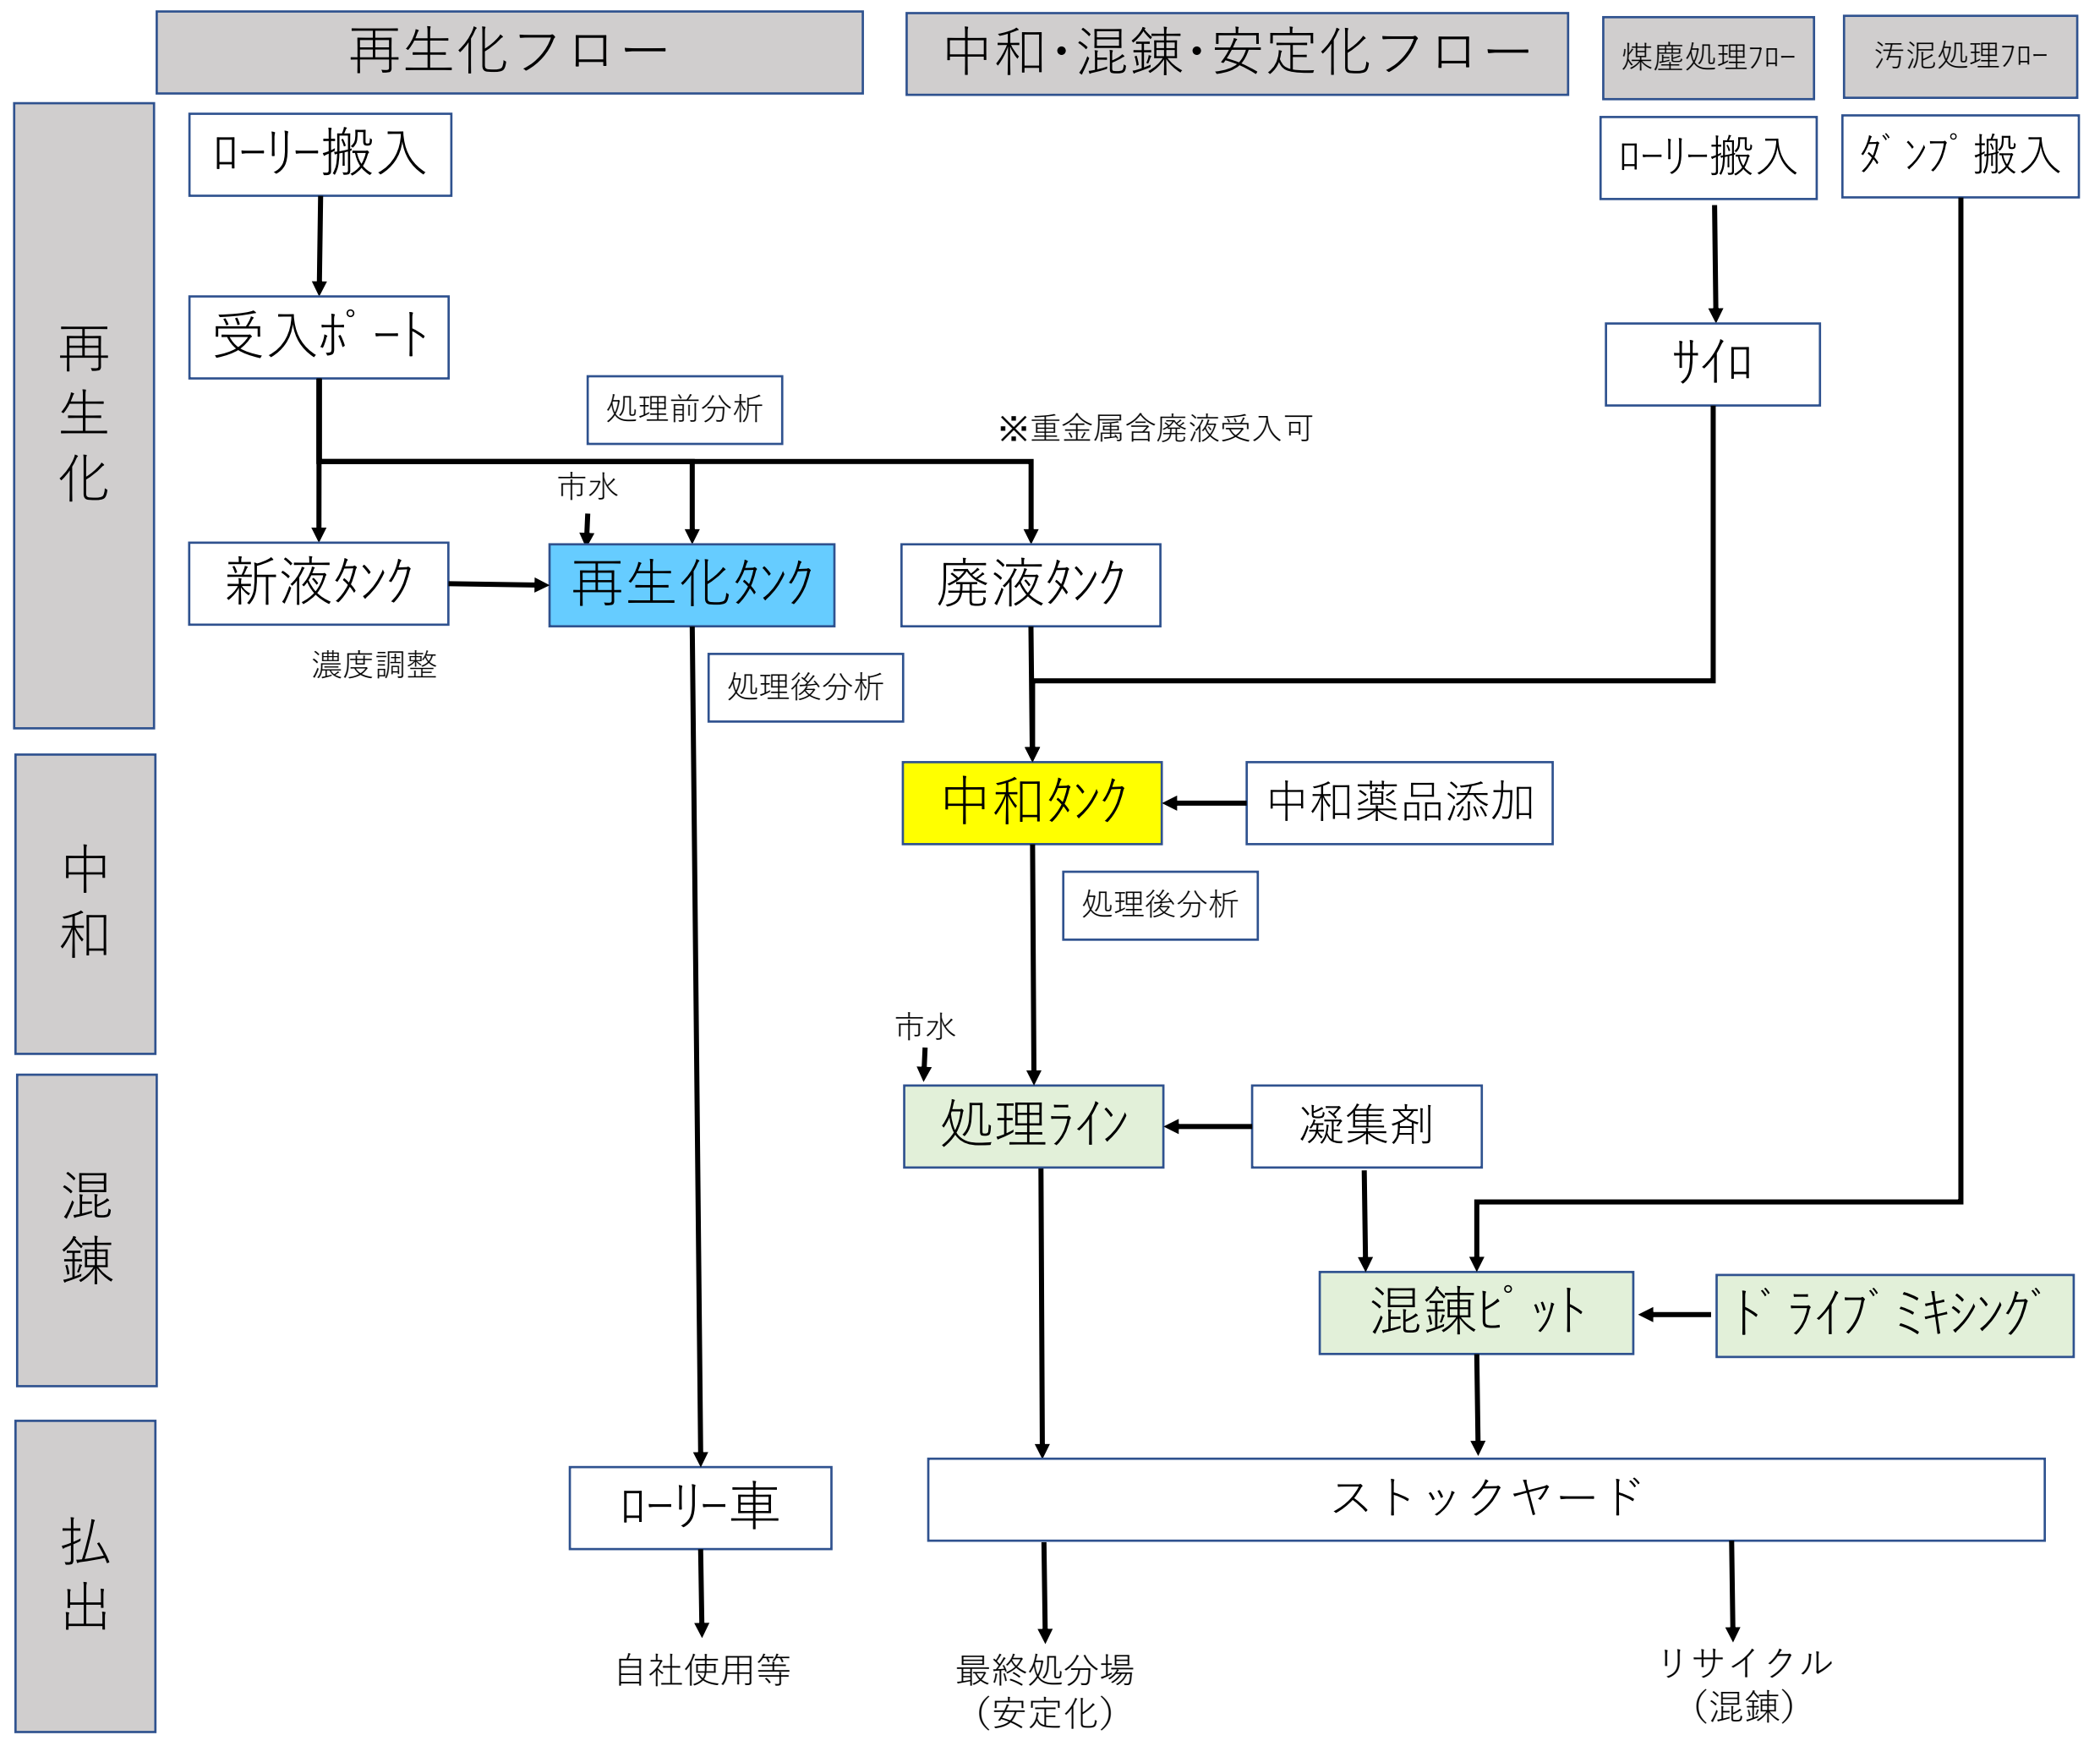 再生化フロー
中和・混錬・安定化フロー
煤塵処理ﾌﾛｰ
汚泥処理ﾌﾛｰ
再生化
ﾛｰﾘｰ搬入
ﾛｰﾘｰ搬入
ﾀﾞﾝﾌﾟ搬入
受入ﾎﾟｰﾄ
ｻｲﾛ
処理前分析
※重金属含廃液受入可
市水
新液ﾀﾝｸ
再生化ﾀﾝｸ
廃液ﾀﾝｸ
濃度調整
処理後分析
中和
中和ﾀﾝｸ
中和薬品添加
処理後分析
市水
混錬
処理ﾗｲﾝ
凝集剤
混錬ﾋﾟｯﾄ
ﾄﾞﾗｲﾌﾞﾐｷｼﾝｸﾞ
払出
ﾛｰﾘｰ車
ストックヤード
自社使用等
最終処分場
（安定化）
リサイクル
（混錬）